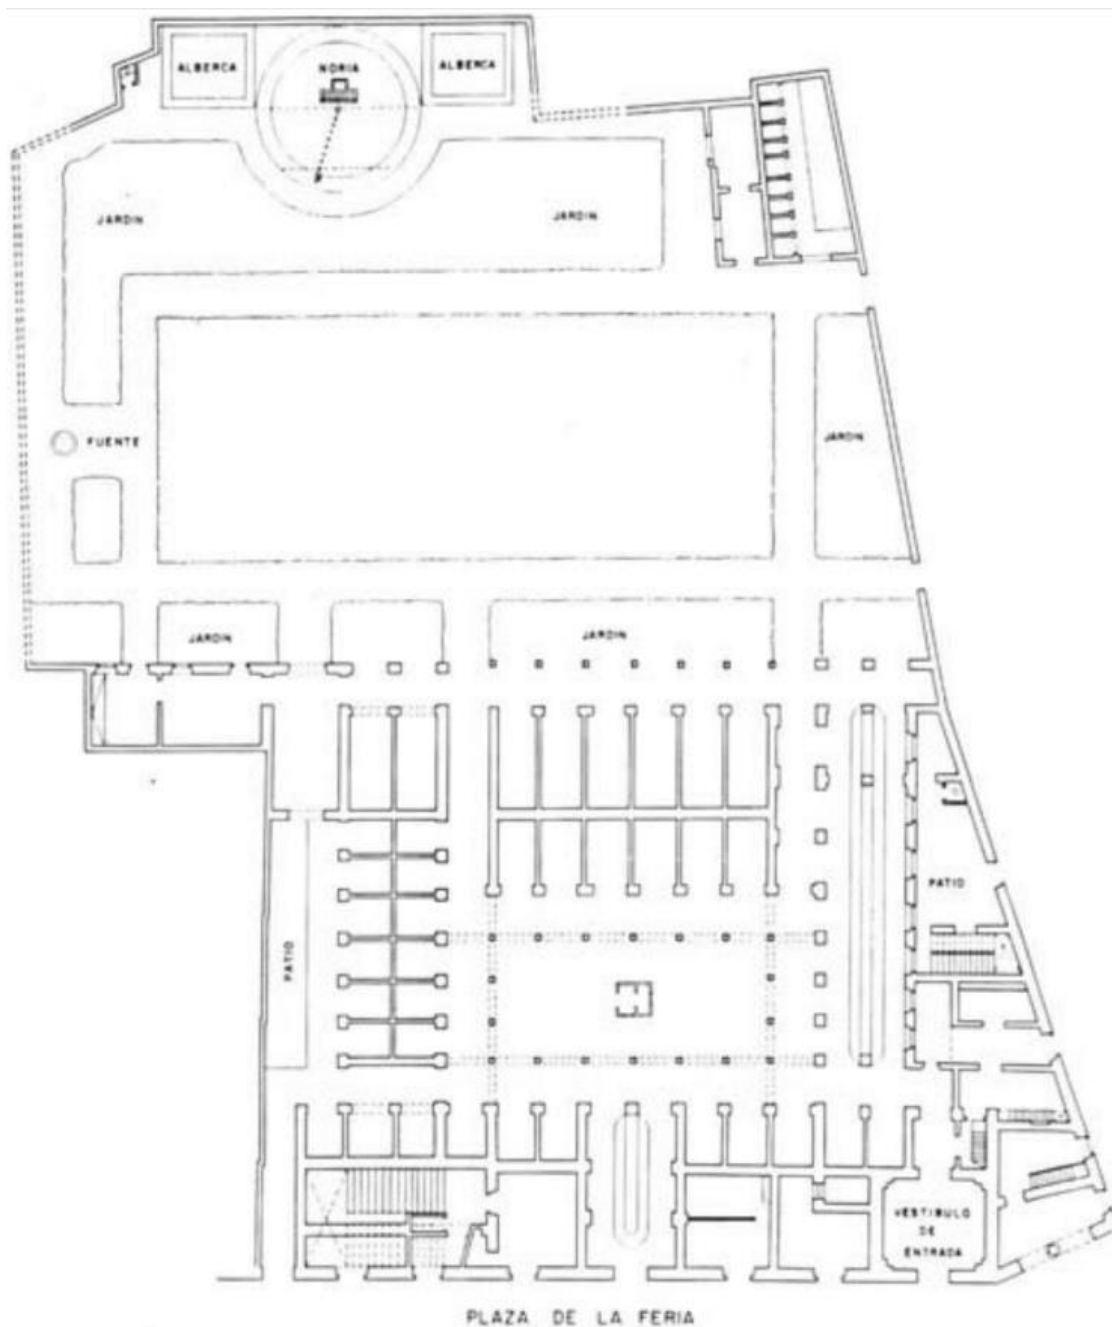 ALBERCA
NORIA
ALBERCA
JARDIN
JARDIN
FUENTE
JARDIN
JARDIN
JARDIN
PATIO
PATIO
VESTIBULO
DE
ENTRADA
PLAZA DE LA FERIA